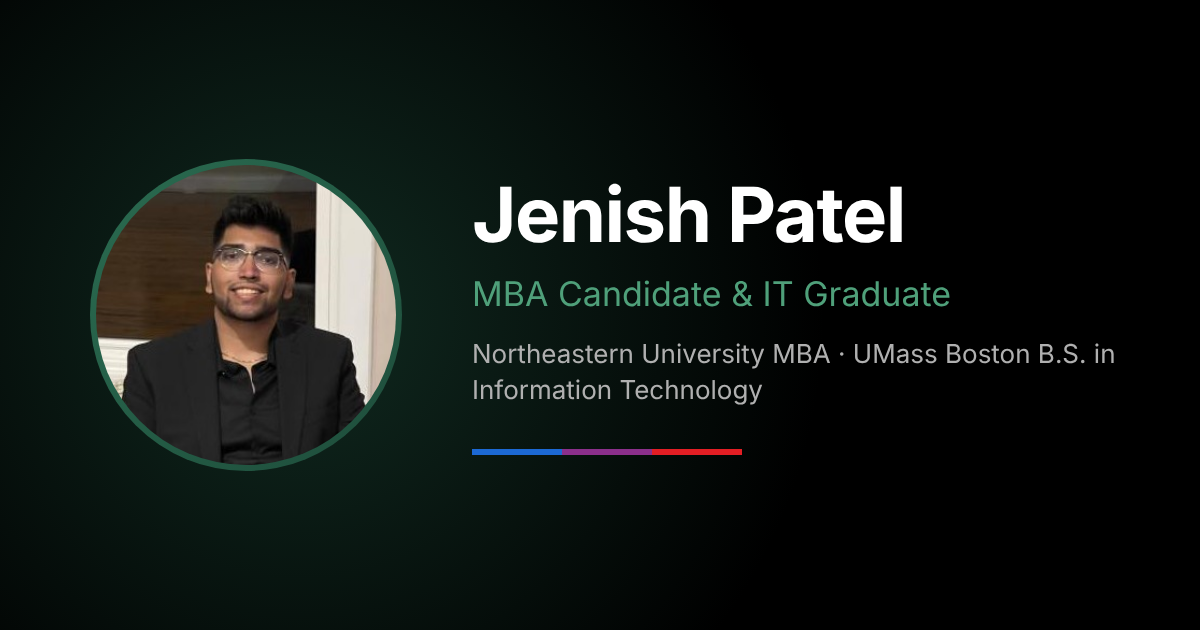 Jenish Patel
MBA Candidate & IT Graduate
Northeastern University MBA · UMass Boston B.S. in
Information Technology